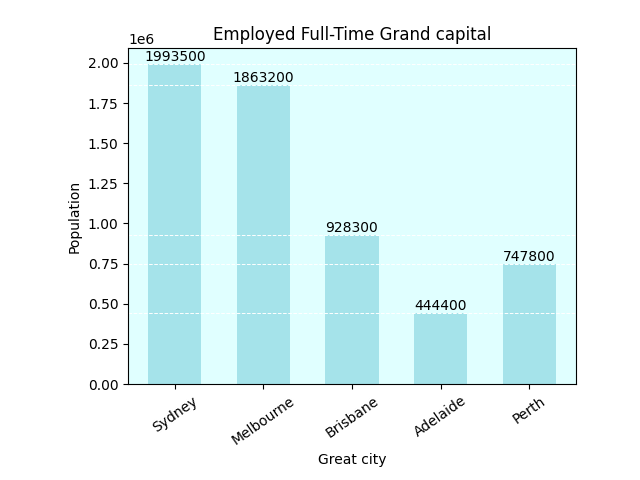 Employed Full-Time Grand capital
1e6
2.00
1.75
1.50
1.25
1.00
0.75
0.50
0.25
0.00
Population
1993500
1863200
928300
444400
747800
Sydney
Melbourne
Brisbane
Adelaide
Perth
Great city